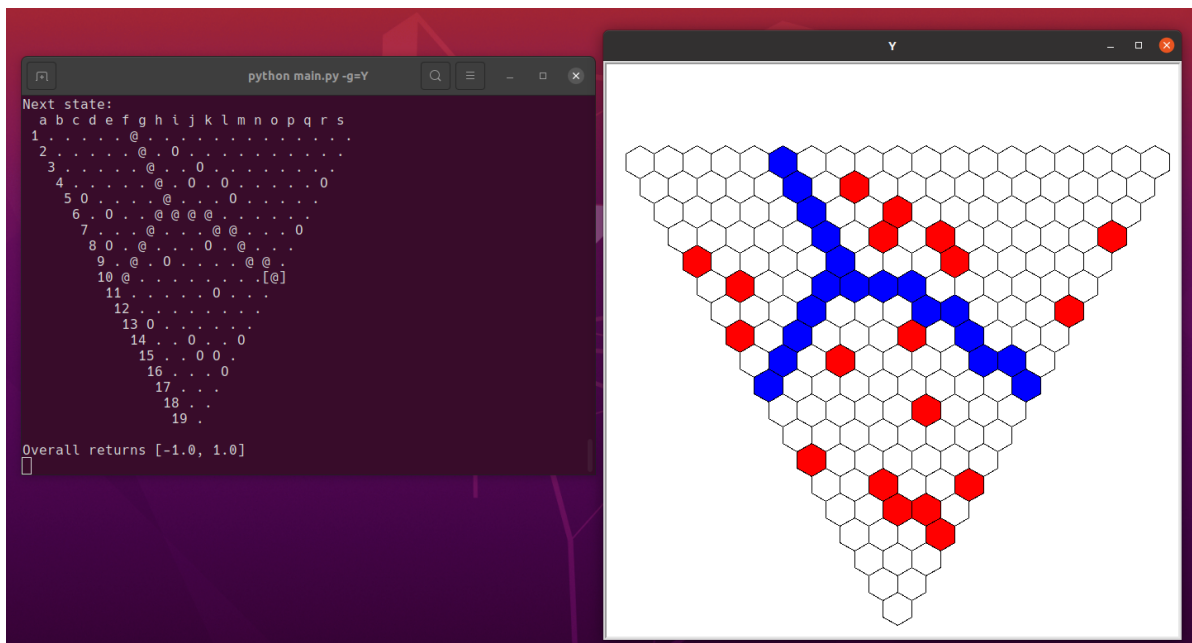 python main.py -g=Y
Next state:
a b c d e f g h i j k l m n o p q r s
1 . . . . . @ . . . . . . . . . . . . .
2 . . . . . @ . O . . . . . . . . . .
3 . . . . . @ . . O . . . . . . . .
4 . . . . . @ . O . O . . . . . O
5 O . . . . @ . . . O . . . . .
6 . O . . @ @ @ @ . . . . . .
7 . . . @ . . . @ @ . . . O
8 O . @ . . . O . @ . . .
9 . @ . O . . . . @ @ .
10 @ . . . . . . . .[@]
11 . . . . . O . . .
12 . . . . . . . .
13 O . . . . . .
14 . . O . . O
15 . . O O .
16 . . . O
17 . . .
18 . .
19 .
Overall returns [-1.0, 1.0]
Y